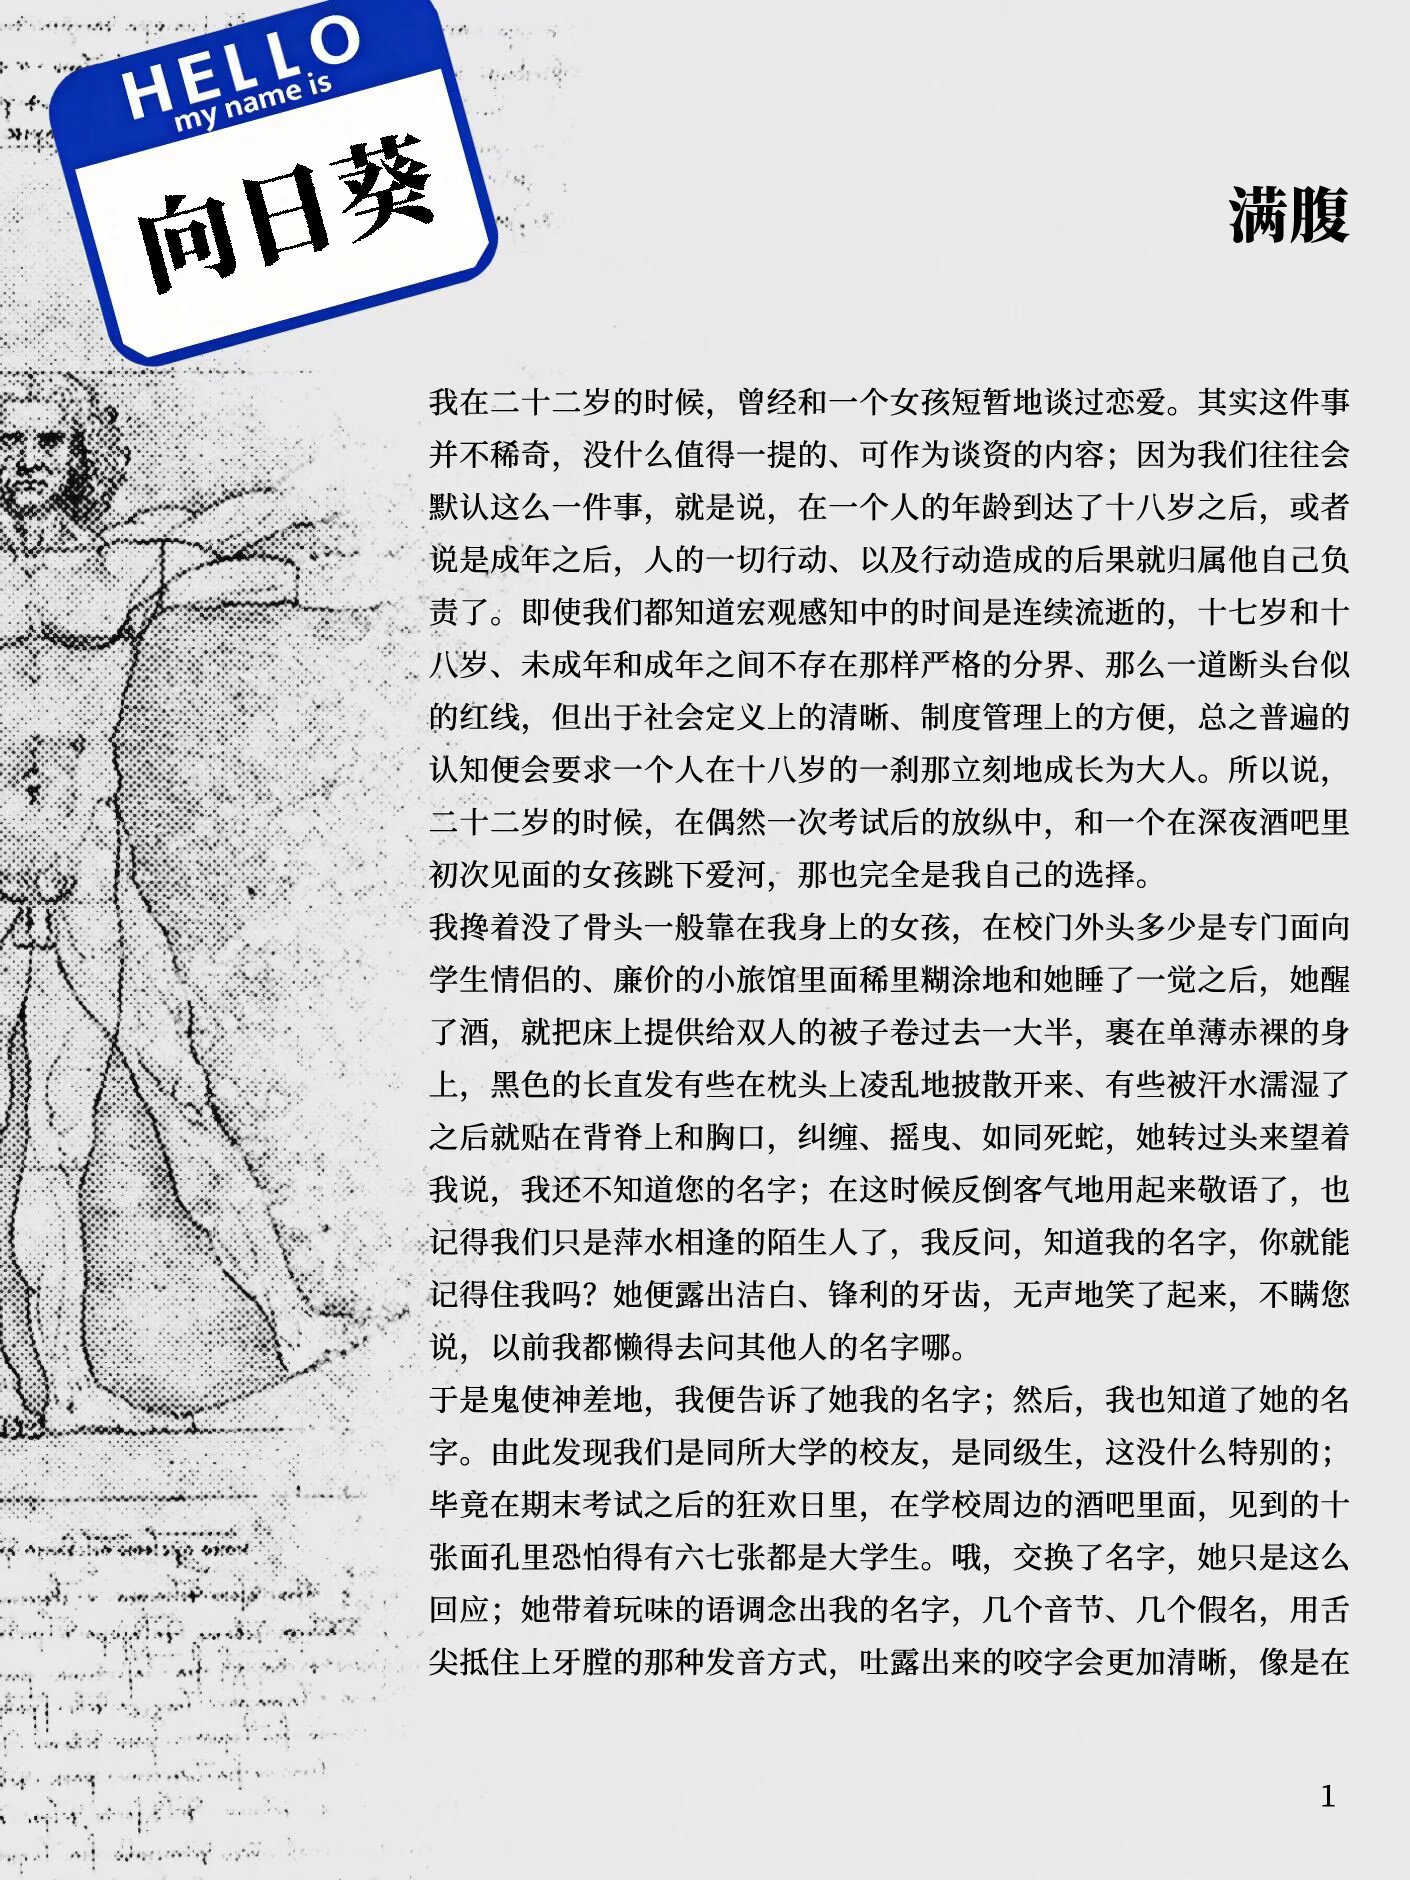 HELLO
my name is
向日葵
满腹
我在二十二岁的时候，曾经和一个女孩短暂地谈过恋爱。其实这件事
并不稀奇，没什么值得一提的、可作为谈资的内容；因为我们往往会
默认这么一件事，就是说，在一个人的年龄到达了十八岁之后，或者
说是成年之后，人的一切行动、以及行动造成的后果就归属他自己负
责了。即使我们都知道宏观感知中的时间是连续流逝的，十七岁和十
八岁、未成年和成年之间不存在那样严格的分界、那么一道断头台似
的红线，但出于社会定义上的清晰、制度管理上的方便，总之普遍的
认知便会要求一个人在十八岁的一刹那立刻地成长为大人。所以说，
二十二岁的时候，在偶然一次考试后的放纵中，和一个在深夜酒吧里
初次见面的女孩跳下爱河，那也完全是我自己的选择。
我搀着没了骨头一般靠在我身上的女孩，在校门外头多少是专门面向
学生情侣的、廉价的小旅馆里面稀里糊涂地和她睡了一觉之后，她醒
了酒，就把床上提供给双人的被子卷过去一大半，裹在单薄赤裸的身
上，黑色的长直发有些在枕头上凌乱地披散开来、有些被汗水濡湿了
之后就贴在背脊上和胸口，纠缠、摇曳、如同死蛇，她转过头来望着
我说，我还不知道您的名字；在这时候反倒客气地用起来敬语了，也
记得我们只是萍水相逢的陌生人了，我反问，知道我的名字，你就能
记得住我吗？她便露出洁白、锋利的牙齿，无声地笑了起来，不瞒您
说，以前我都懒得去问其他人的名字哪。
于是鬼使神差地，我便告诉了她我的名字；然后，我也知道了她的名
字。由此发现我们是同所大学的校友，是同级生，这没什么特别的；
毕竟在期末考试之后的狂欢日里，在学校周边的酒吧里面，见到的十
张面孔里恐怕得有六七张都是大学生。哦，交换了名字，她只是这么
回应；她带着玩味的语调念出我的名字，几个音节、几个假名，用舌
尖抵住上牙膛的那种发音方式，吐露出来的咬字会更加清晰，像是在
1